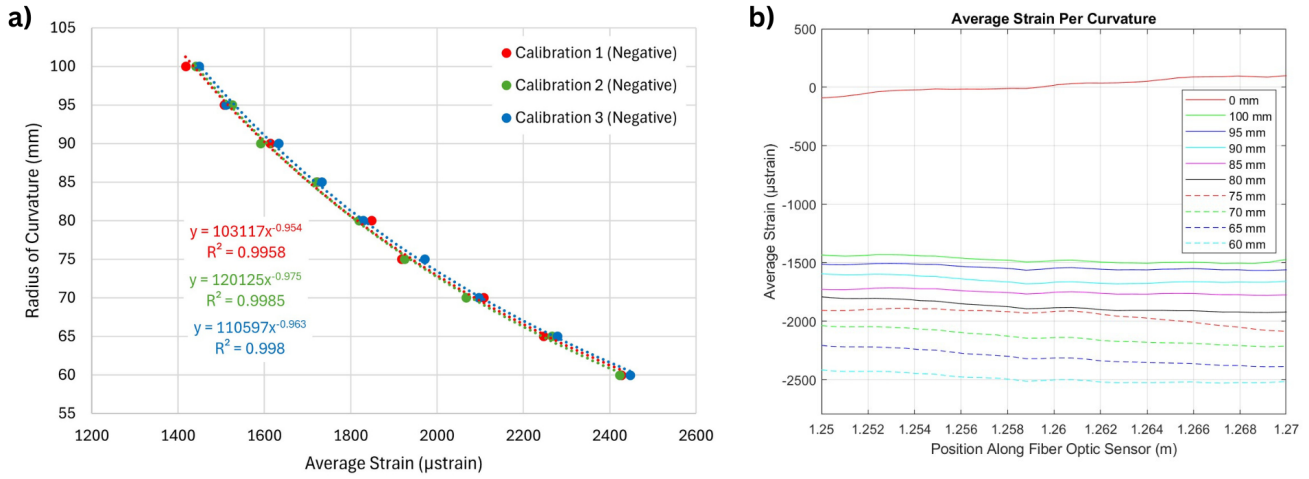 a)
105
100
95
90
85
80
75
70
65
60
55
Radius of Curvature (mm)
Calibration 1 (Negative)
Calibration 2 (Negative)
Calibration 3 (Negative)
y = 103117x^-0.954
R² = 0.9958
y = 120125x^-0.975
R² = 0.9985
y = 110597x^-0.963
R² = 0.998
1200 1400 1600 1800 2000 2200 2400 2600
Average Strain (µstrain)
b)
Average Strain Per Curvature
500
0
-500
-1000
-1500
-2000
-2500
Average Strain (µstrain)
0 mm
100 mm
95 mm
90 mm
85 mm
80 mm
75 mm
70 mm
65 mm
60 mm
1.25 1.252 1.254 1.256 1.258 1.26 1.262 1.264 1.266 1.268 1.27
Position Along Fiber Optic Sensor (m)